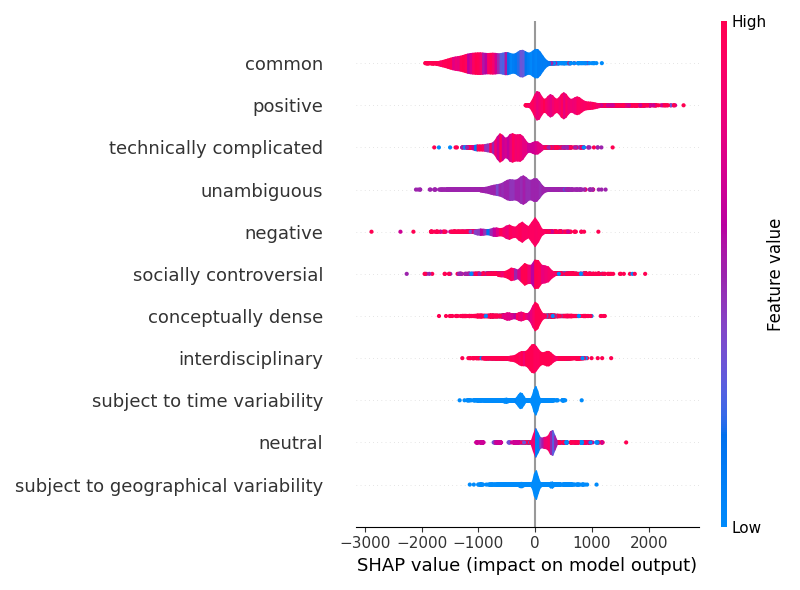 High
common
positive
technically complicated
unambiguous
negative
socially controversial
conceptually dense
interdisciplinary
subject to time variability
neutral
subject to geographical variability
Feature value
Low
−3000 −2000 −1000 0 1000 2000
SHAP value (impact on model output)